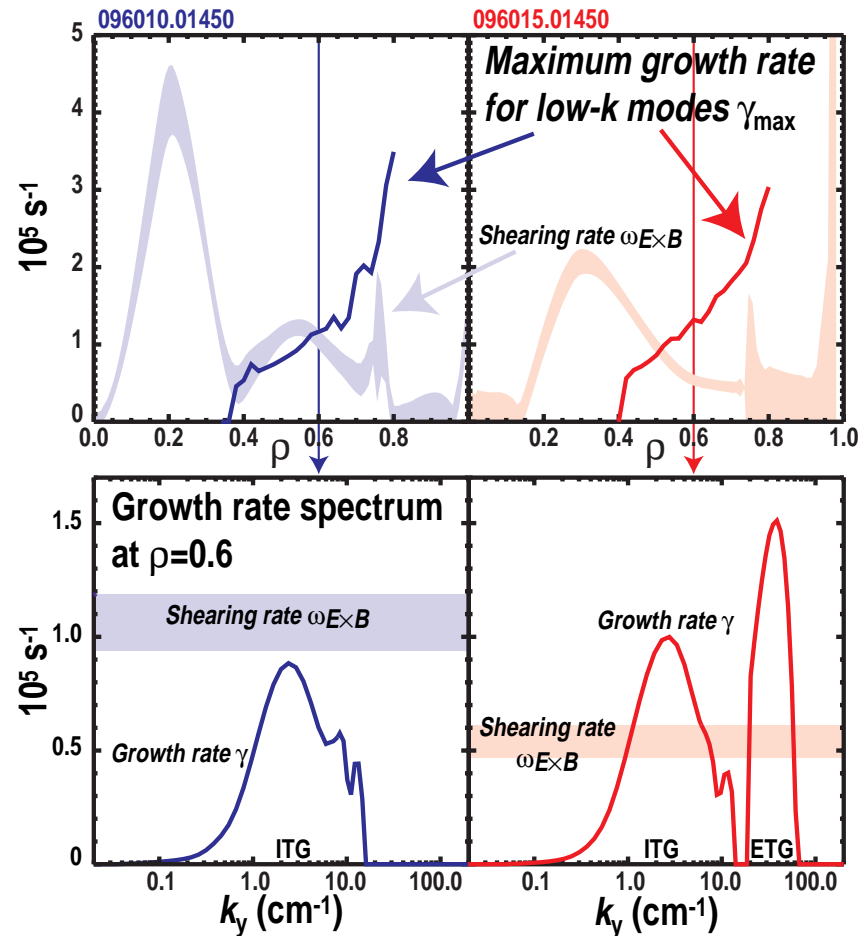 096010.01450
096015.01450
5
4
3
2
1
0
10⁵ s⁻¹
Maximum growth rate
for low-k modes γmax
Shearing rate ωE×B
0.0 0.2 0.4 0.6 0.8
ρ
0.2 0.4 0.6 0.8 1.0
ρ
1.5
1.0
0.5
0
10⁵ s⁻¹
Growth rate spectrum
at ρ=0.6
Shearing rate ωE×B
Growth rate γ
ITG
0.1 1.0 10.0 100.0
ky (cm⁻¹)
Growth rate γ
Shearing rate
ωE×B
ITG ETG
0.1 1.0 10.0 100.0
ky (cm⁻¹)